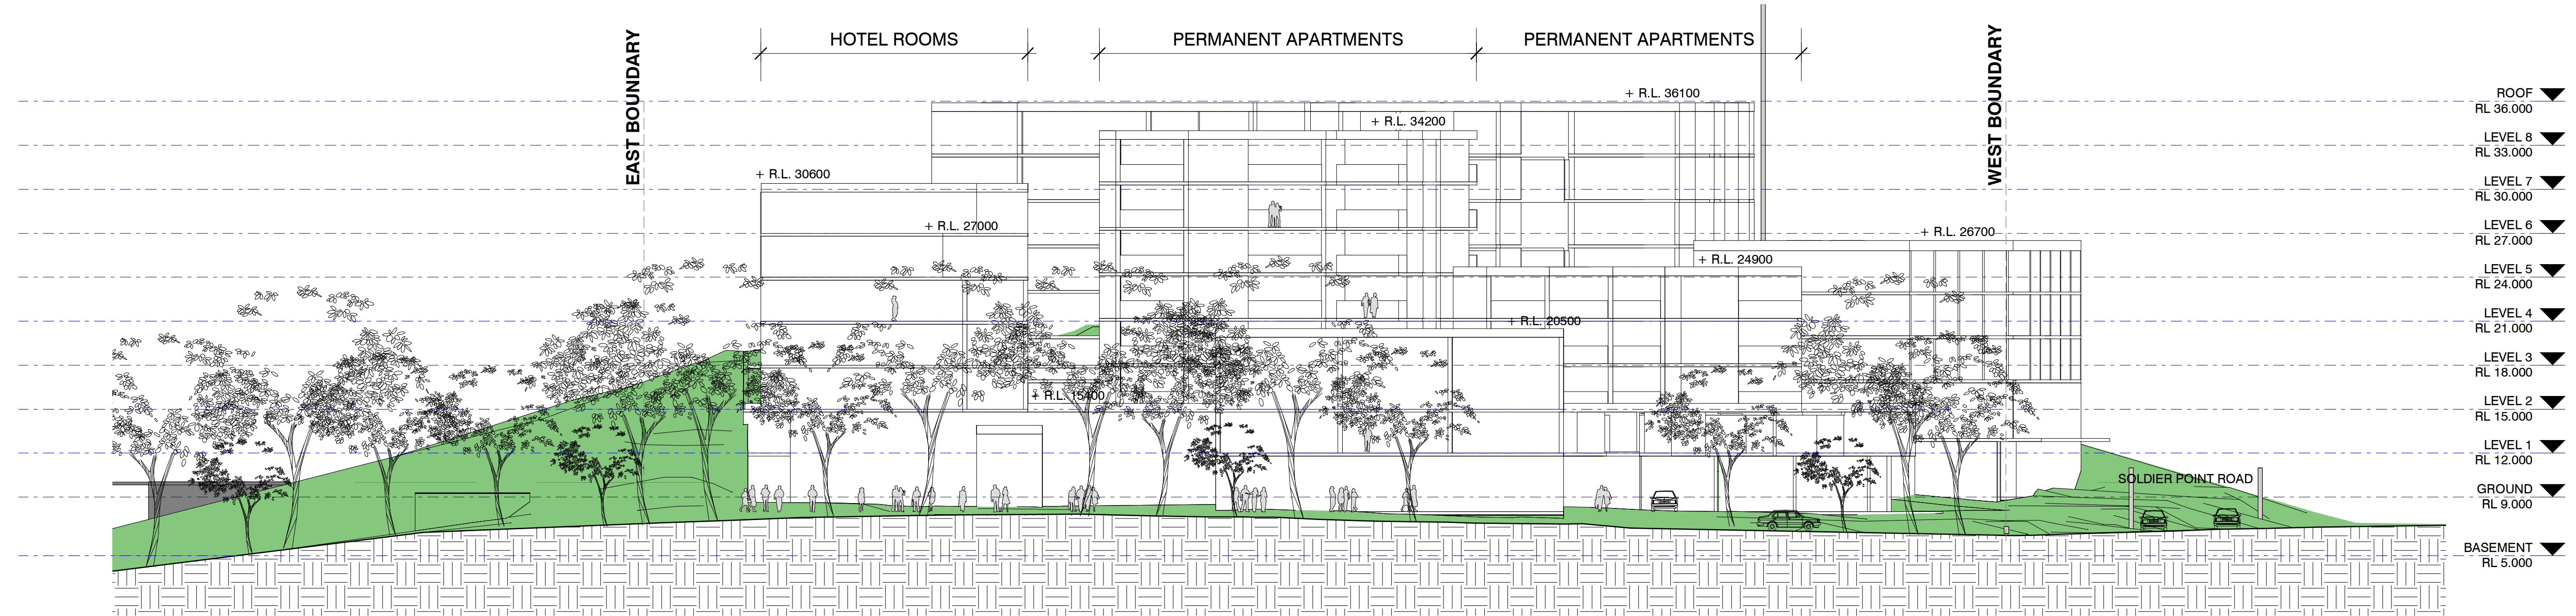 HOTEL ROOMS
PERMANENT APARTMENTS
PERMANENT APARTMENTS
EAST BOUNDARY
WEST BOUNDARY
+ R.L. 36100
+ R.L. 34200
+ R.L. 30600
+ R.L. 27000
+ R.L. 26700
+ R.L. 24900
+ R.L. 20500
+ R.L. 15400
SOLDIER POINT ROAD
ROOF
RL 36.000
LEVEL 8
RL 33.000
LEVEL 7
RL 30.000
LEVEL 6
RL 27.000
LEVEL 5
RL 24.000
LEVEL 4
RL 21.000
LEVEL 3
RL 18.000
LEVEL 2
RL 15.000
LEVEL 1
RL 12.000
GROUND
RL 9.000
BASEMENT
RL 5.000